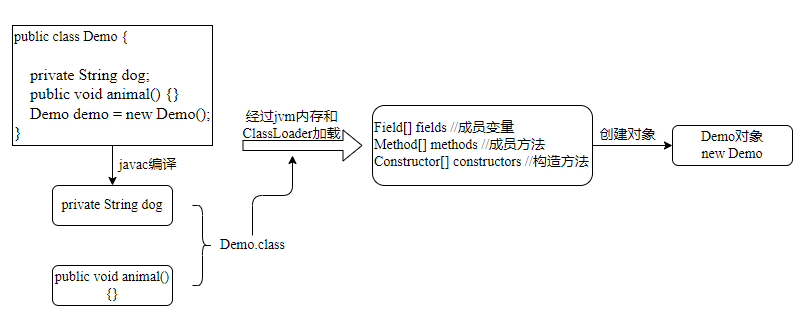 public class Demo {
private String dog;
public void animal() {}
Demo demo = new Demo();
}
javac编译
private String dog
public void animal()
{}
Demo.class
经过jvm内存和
ClassLoader加载
Field[] fields //成员变量
Method[] methods //成员方法
Constructor[] constructors //构造方法
创建对象
Demo对象
new Demo